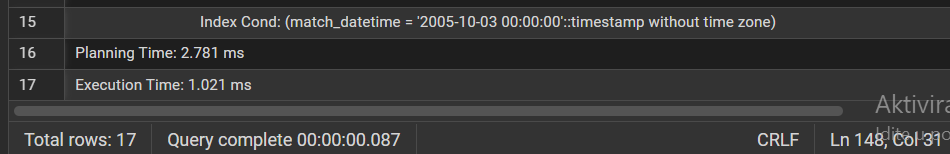 15 Index Cond: (match_datetime = '2005-10-03 00:00:00'::timestamp without time zone)
16 Planning Time: 2.781 ms
17 Execution Time: 1.021 ms
Aktivira
Total rows: 17 Query complete 00:00:00.087 CRLF Ln 148, Col 31
Idite u po